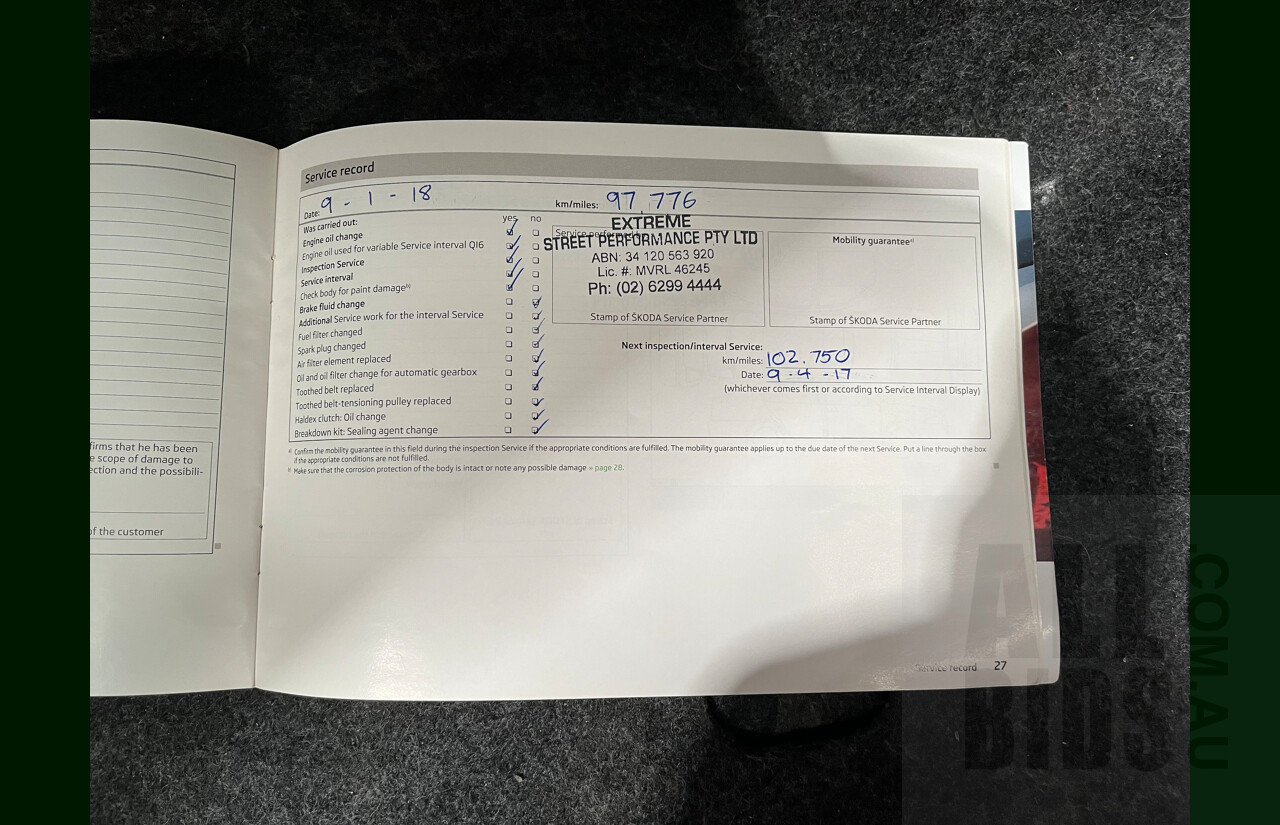 Service record
Date: 9 - 1 - 18
km/miles: 97,776
Was carried out:
yes no
Engine oil change
Engine oil used for variable Service interval QI6
Inspection Service
Service interval
Check body for paint damage b)
Brake fluid change
Additional Service work for the interval Service
Fuel filter changed
Spark plug changed
Air filter element replaced
Oil and oil filter change for automatic gearbox
Toothed belt replaced
Toothed belt-tensioning pulley replaced
Haldex clutch: Oil change
Breakdown kit: Sealing agent change
Service performed
EXTREME
STREET PERFORMANCE PTY LTD
ABN: 34 120 563 920
Lic. #. MVRL 46245
Ph: (02) 6299 4444
Stamp of ŠKODA Service Partner
Mobility guarantee a)
Stamp of ŠKODA Service Partner
Next inspection/interval Service:
km/miles: 102.750
Date: 9 - 4 - 17
(whichever comes first or according to Service Interval Display)
a) Confirm the mobility guarantee in this field during the inspection Service if the appropriate conditions are fulfilled. The mobility guarantee applies up to the due date of the next Service. Put a line through the box
if the appropriate conditions are not fulfilled.
b) Make sure that the corrosion protection of the body is intact or note any possible damage » page 28.
firms that he has been
e scope of damage to
ection and the possibili-
of the customer
Service record 27
ALL
BIDS
.COM.AU